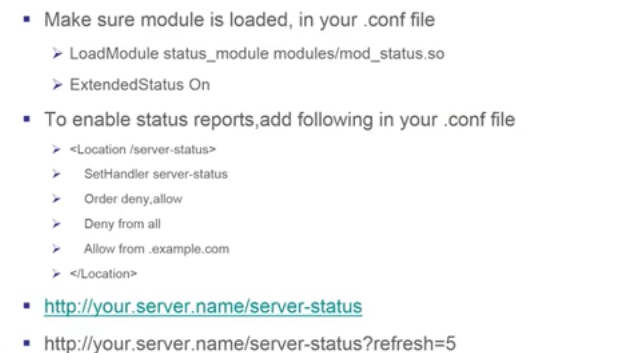 Make sure module is loaded, in your .conf file
LoadModule status_module modules/mod_status.so
ExtendedStatus On
To enable status reports,add following in your .conf file
<Location /server-status>
SetHandler server-status
Order deny,allow
Deny from all
Allow from .example.com
</Location>
http://your.server.name/server-status
http://your.server.name/server-status?refresh=5